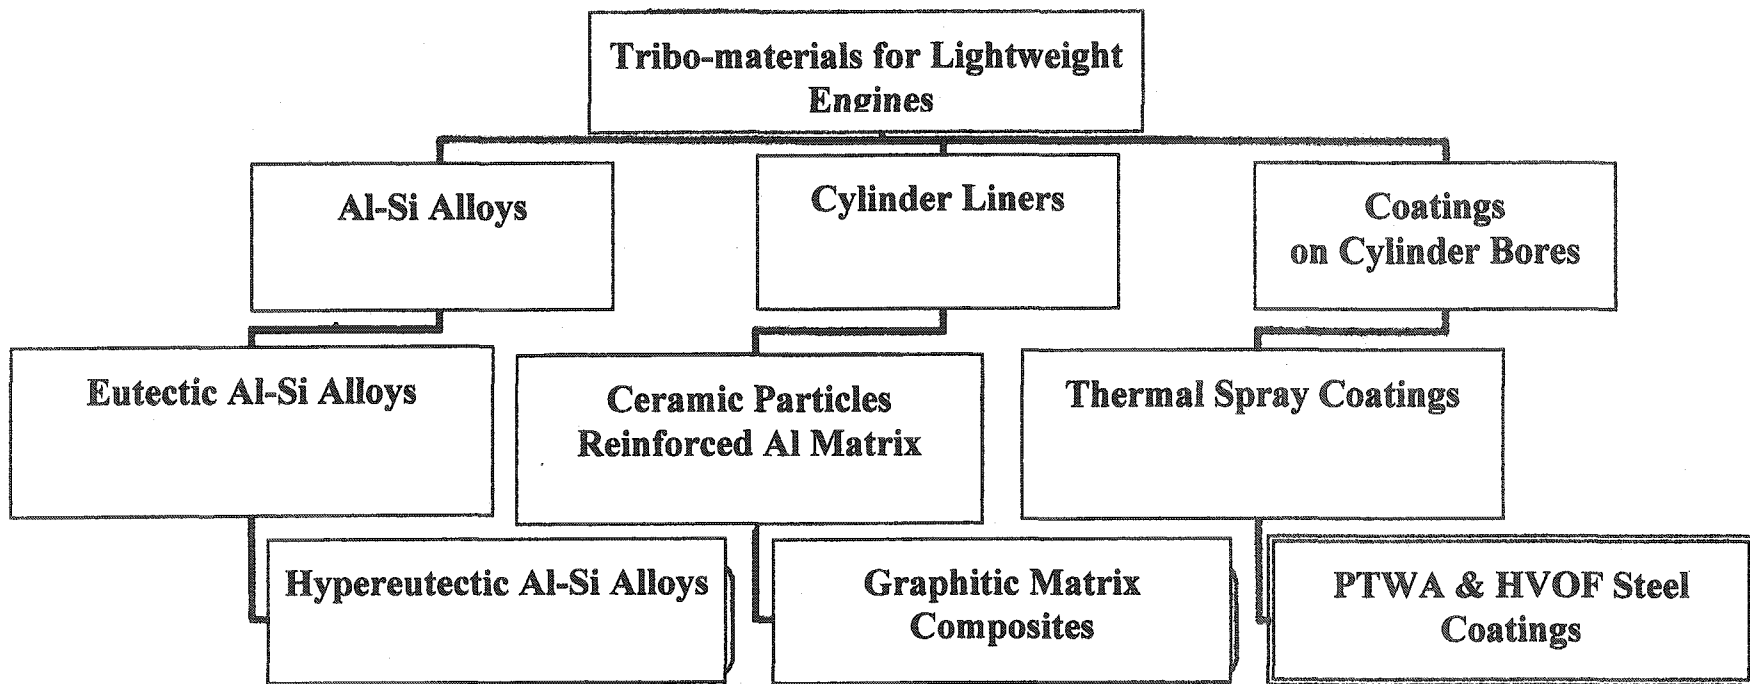 Tribo-materials for Lightweight
Engines
Al-Si Alloys
Cylinder Liners
Coatings
on Cylinder Bores
Eutectic Al-Si Alloys
Ceramic Particles
Reinforced Al Matrix
Thermal Spray Coatings
Hypereutectic Al-Si Alloys
Graphitic Matrix
Composites
PTWA & HVOF Steel
Coatings